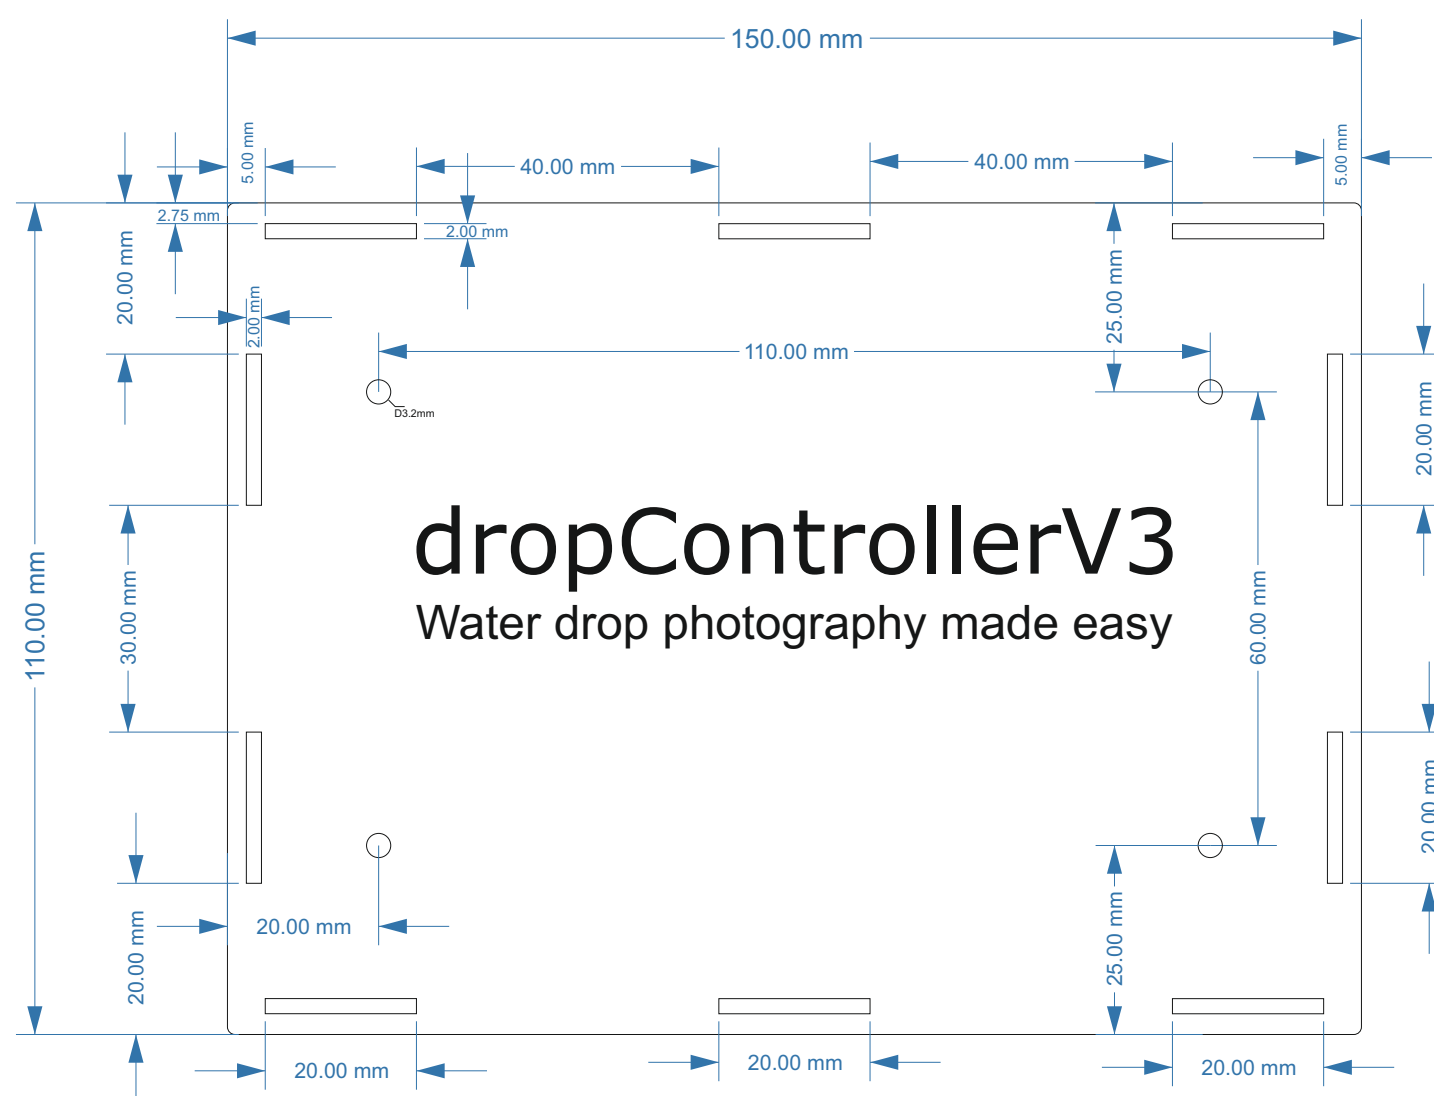 150.00 mm
5.00 mm
40.00 mm
40.00 mm
5.00 mm
2.75 mm
2.00 mm
20.00 mm
2.00 mm
25.00 mm
110.00 mm
D3.2mm
20.00 mm
dropControllerV3
Water drop photography made easy
110.00 mm
30.00 mm
60.00 mm
20.00 mm
20.00 mm
20.00 mm
25.00 mm
20.00 mm
20.00 mm
20.00 mm